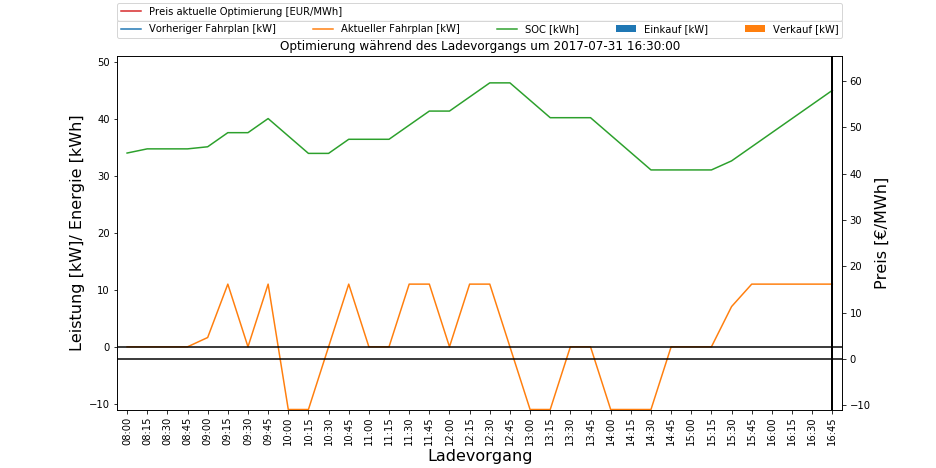 Preis aktuelle Optimierung [EUR/MWh]
Vorheriger Fahrplan [kW] Aktueller Fahrplan [kW] SOC [kWh] Einkauf [kW] Verkauf [kW]
Optimierung während des Ladevorgangs um 2017-07-31 16:30:00
Leistung [kW]/ Energie [kWh]
50
40
30
20
10
0
−10
60
50
40
30
20
10
0
−10
Preis [€/MWh]
08:00 08:15 08:30 08:45 09:00 09:15 09:30 09:45 10:00 10:15 10:30 10:45 11:00 11:15 11:30 11:45 12:00 12:15 12:30 12:45 13:00 13:15 13:30 13:45 14:00 14:15 14:30 14:45 15:00 15:15 15:30 15:45 16:00 16:15 16:30 16:45
Ladevorgang